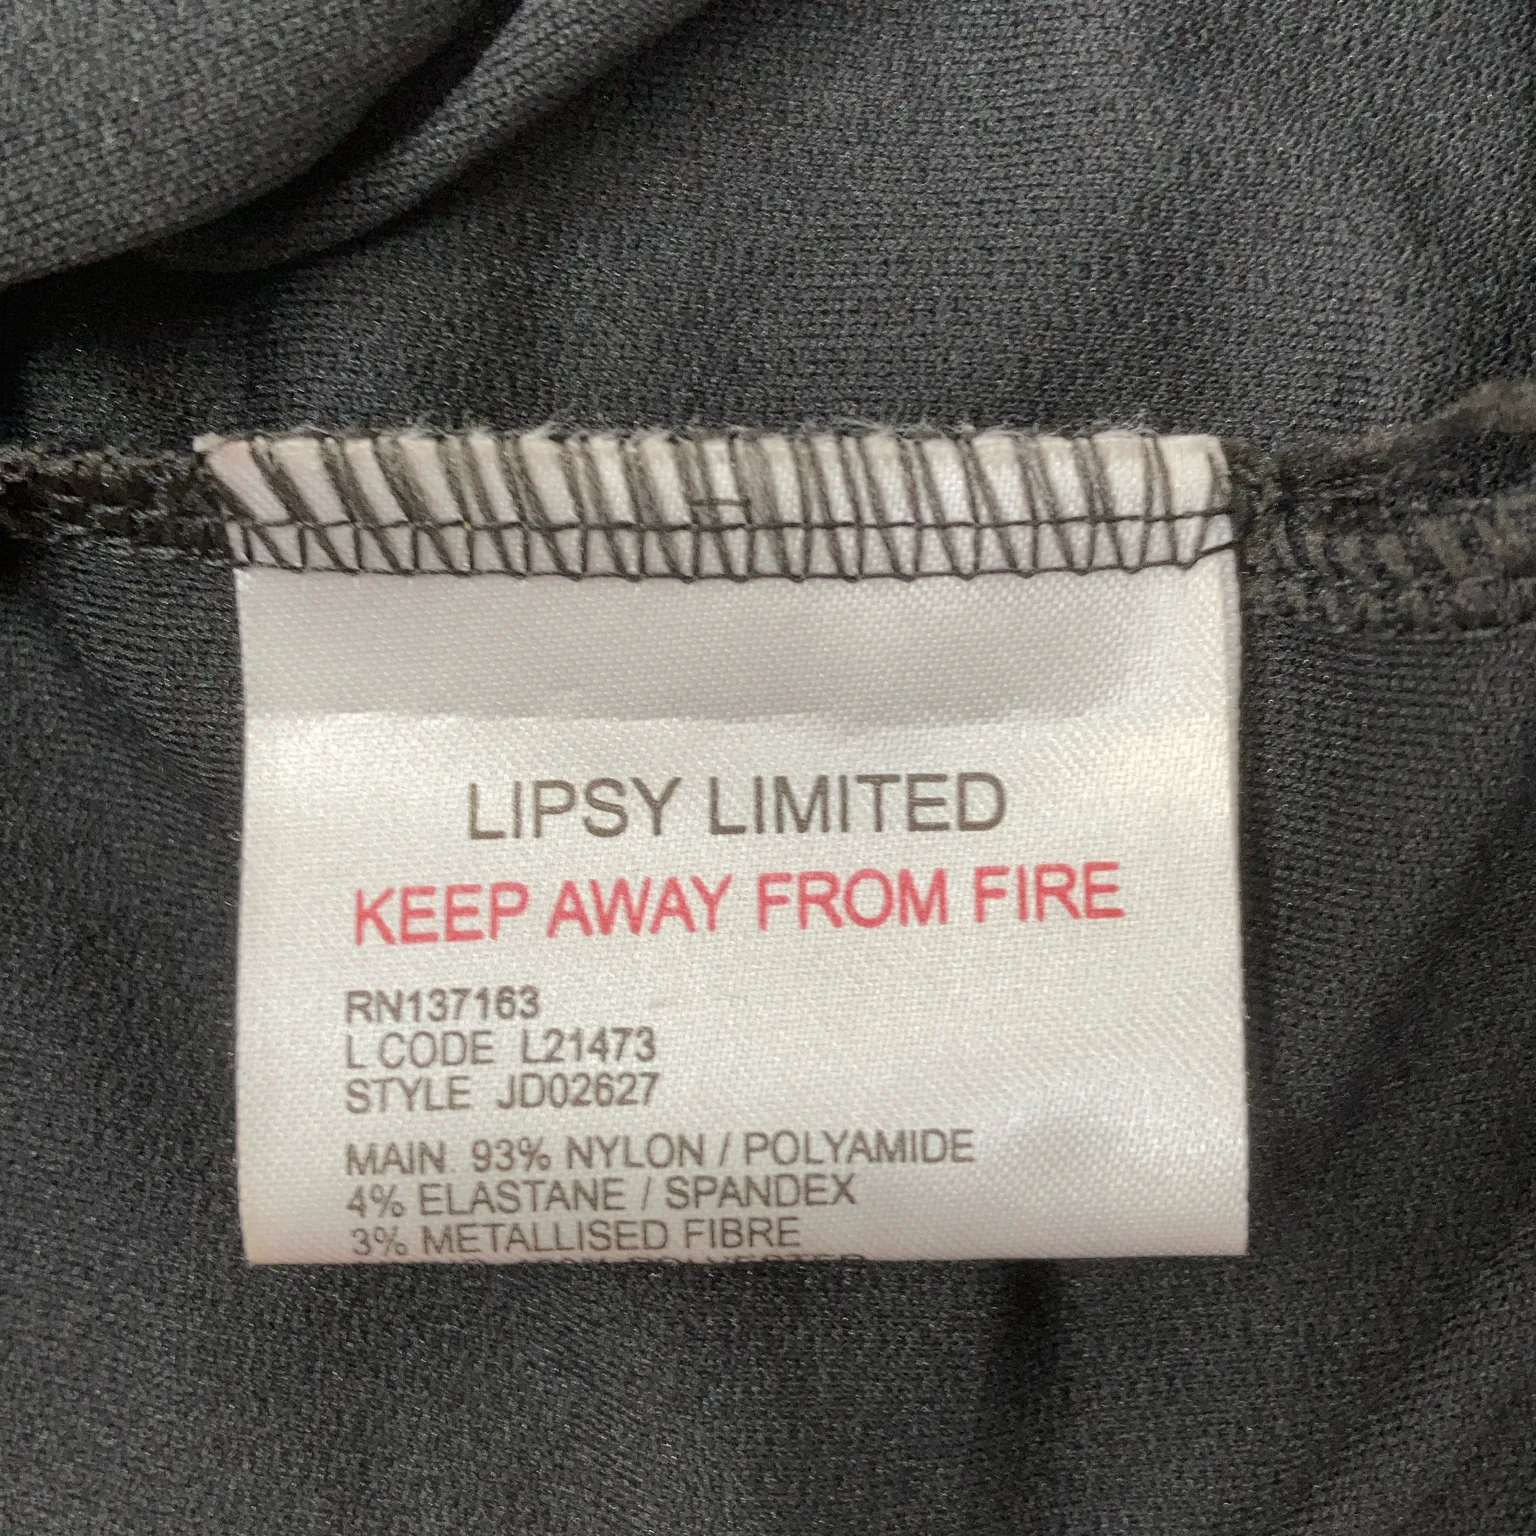 LIPSY LIMITED
KEEP AWAY FROM FIRE
RN137163
L CODE L21473
STYLE JD02627
MAIN 93% NYLON / POLYAMIDE
4% ELASTANE / SPANDEX
3% METALLISED FIBRE